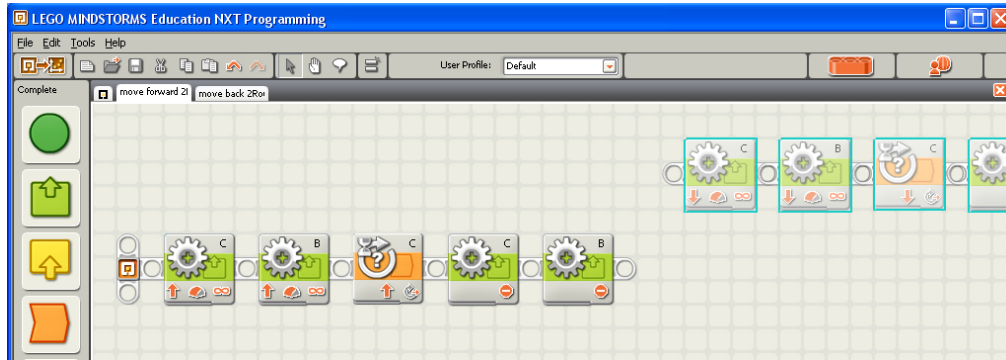 LEGO MINDSTORMS Education NXT Programming
File Edit Tools Help
User Profile: Default
Complete
move forward 2l move back 2Ro
C B C
C B C C B